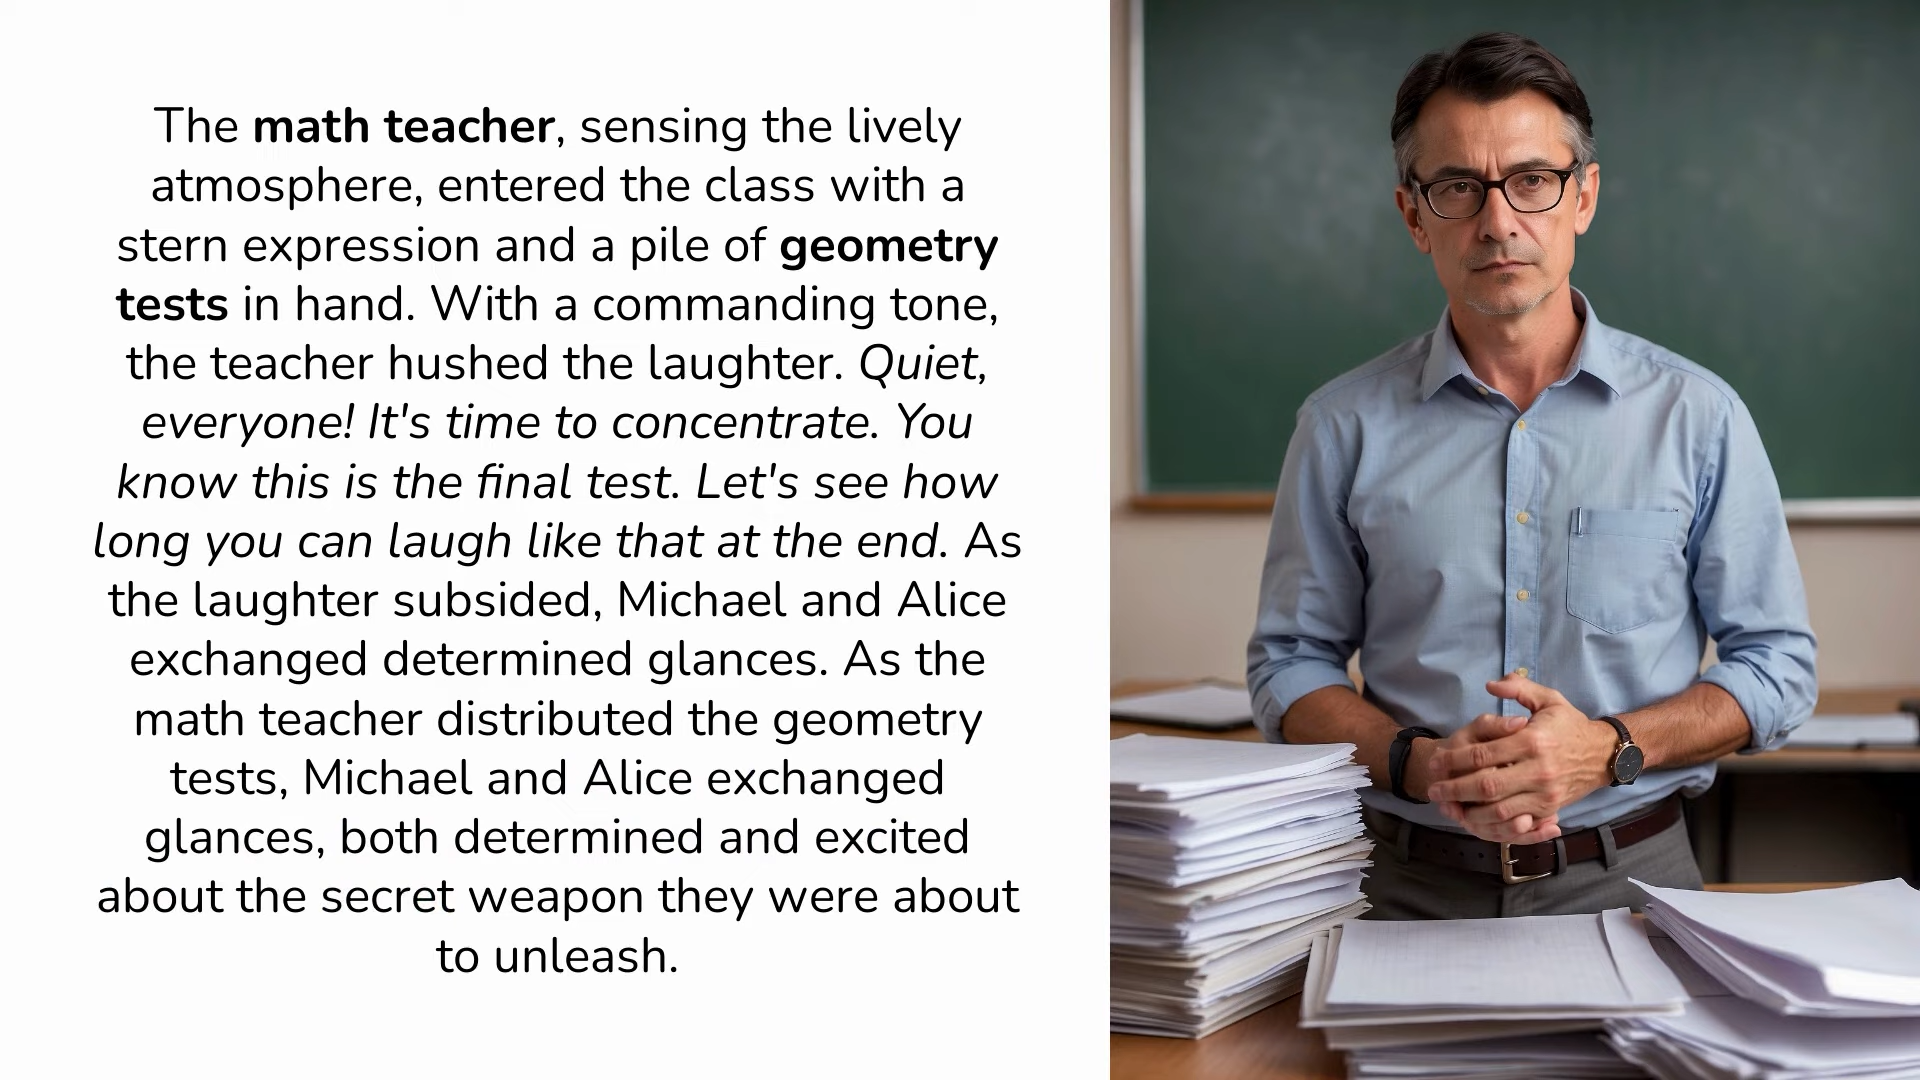 The math teacher, sensing the lively
atmosphere, entered the class with a
stern expression and a pile of geometry
tests in hand. With a commanding tone,
the teacher hushed the laughter. Quiet,
everyone! It's time to concentrate. You
know this is the final test. Let's see how
long you can laugh like that at the end. As
the laughter subsided, Michael and Alice
exchanged determined glances. As the
math teacher distributed the geometry
tests, Michael and Alice exchanged
glances, both determined and excited
about the secret weapon they were about
to unleash.